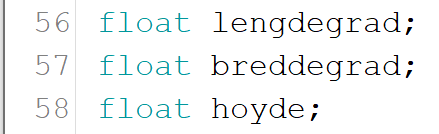 56 float lengdegrad;
57 float breddegrad;
58 float hoyde;